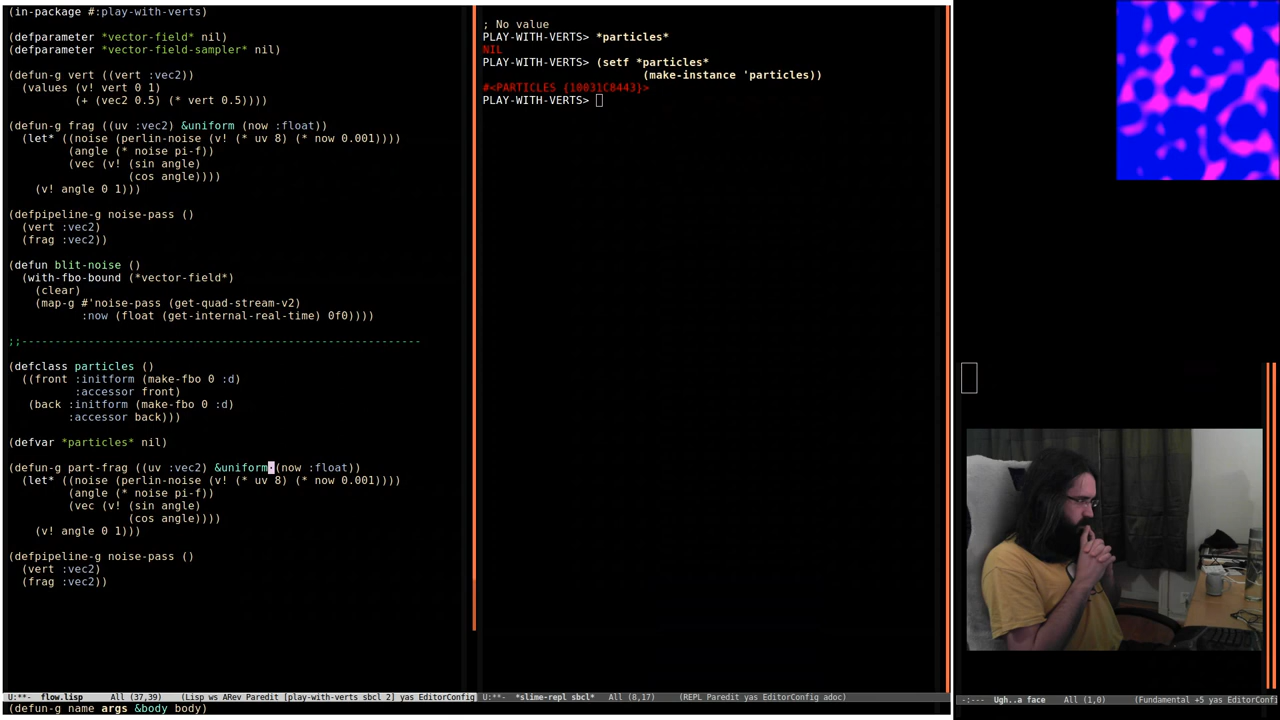 (in-package #:play-with-verts)
(defparameter *vector-field* nil)
(defparameter *vector-field-sampler* nil)
(defun-g vert ((vert :vec2))
  (values (v! vert 0 1)
          (+ (vec2 0.5) (* vert 0.5))))
(defun-g frag ((uv :vec2) &uniform (now :float))
  (let* ((noise (perlin-noise (v! (* uv 8) (* now 0.001))))
         (angle (* noise pi-f))
         (vec (v! (sin angle)
                  (cos angle))))
    (v! angle 0 1)))
(defpipeline-g noise-pass ()
  (vert :vec2)
  (frag :vec2))
(defun blit-noise ()
  (with-fbo-bound (*vector-field*)
    (clear)
    (map-g #'noise-pass (get-quad-stream-v2)
           :now (float (get-internal-real-time) 0f0))))
;;------------------------------------------------------------
(defclass particles ()
  ((front :initform (make-fbo 0 :d)
          :accessor front)
   (back :initform (make-fbo 0 :d)
         :accessor back)))
(defvar *particles* nil)
(defun-g part-frag ((uv :vec2) &uniform (now :float))
  (let* ((noise (perlin-noise (v! (* uv 8) (* now 0.001))))
         (angle (* noise pi-f))
         (vec (v! (sin angle)
                  (cos angle))))
    (v! angle 0 1)))
(defpipeline-g noise-pass ()
  (vert :vec2)
  (frag :vec2))
U:**-  flow.lisp      All (37,39)    (Lisp ws ARev Paredit [play-with-verts sbcl 2] yas EditorConfig
(defun-g name args &body body)
; No value
PLAY-WITH-VERTS> *particles*
NIL
PLAY-WITH-VERTS> (setf *particles*
                       (make-instance 'particles))
#<PARTICLES {10031C8443}>
PLAY-WITH-VERTS>
U:**-  *slime-repl sbcl*   All (8,17)     (REPL Paredit yas EditorConfig adoc)
-:---  Ugh..a face    All (1,0)      (Fundamental +5 yas EditorConfi